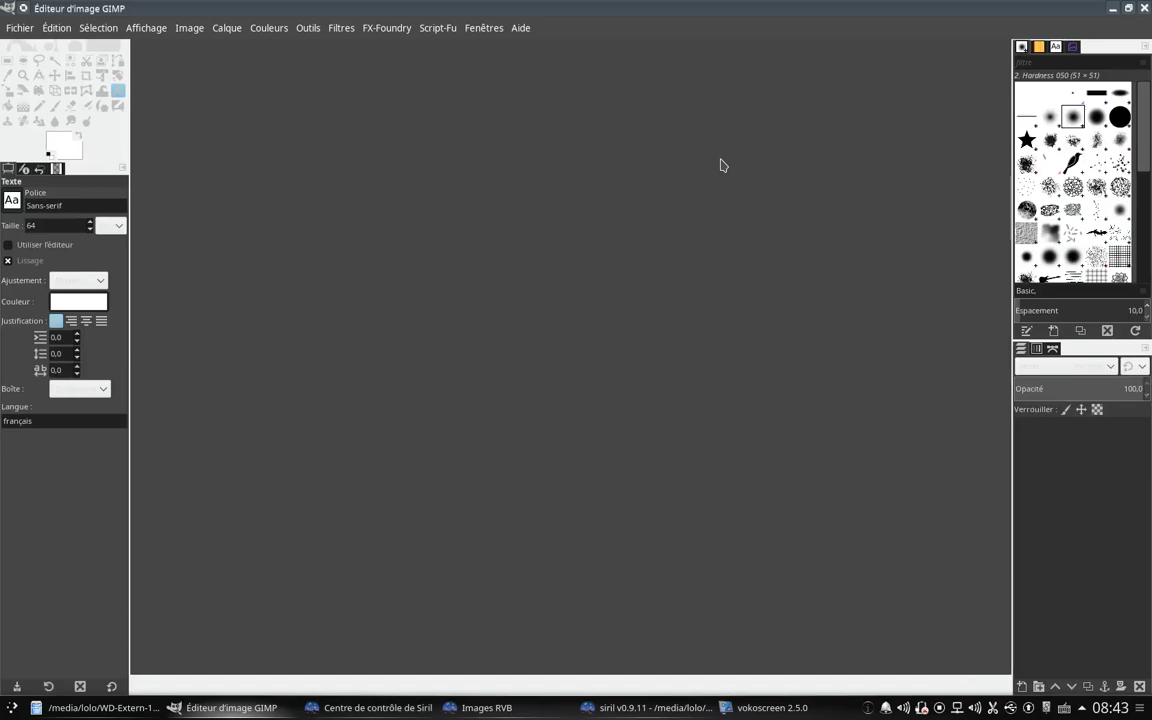 Éditeur d'image GIMP
Fichier Édition Sélection Affichage Image Calque Couleurs Outils Filtres FX-Foundry Script-Fu Fenêtres Aide
filtre
2. Hardness 050 (51 × 51)
Texte
Police
Aa Sans-serif
Taille : 64
Utiliser l'éditeur
Lissage
Ajustement :
Couleur :
Justification :
0,0
0,0
0,0
Boîte :
Langue :
français
Basic,
Espacement 10,0
Opacité 100,0
Verrouiller :
/media/lolo/WD-Extern-1... Éditeur d'image GIMP Centre de contrôle de Siril Images RVB siril v0.9.11 - /media/lolo/... vokoscreen 2.5.0 08:43